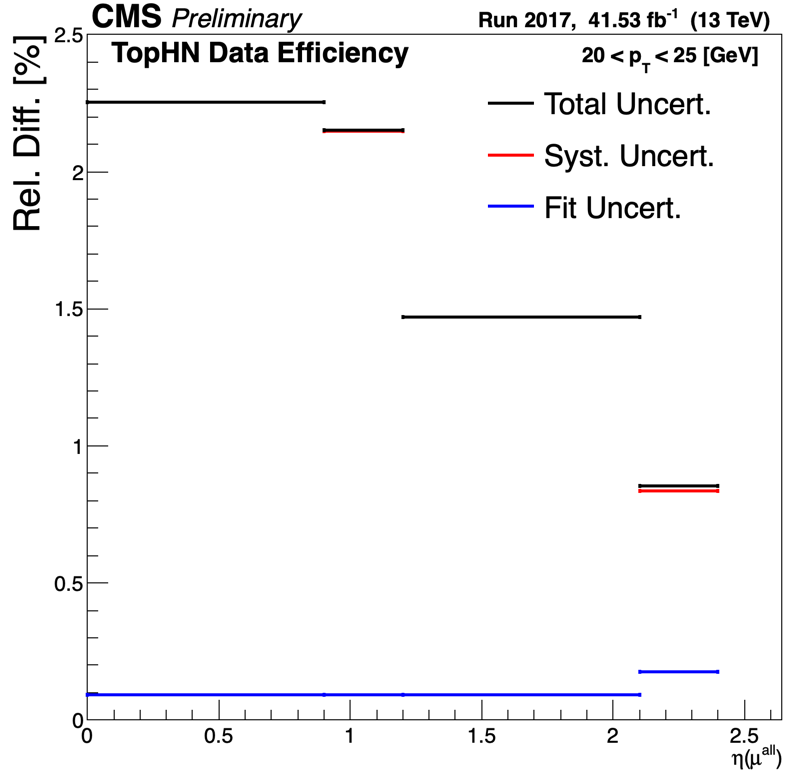 CMS Preliminary
Run 2017, 41.53 fb⁻¹ (13 TeV)
TopHN Data Efficiency
20 < p_T < 25 [GeV]
Total Uncert.
Syst. Uncert.
Fit Uncert.
Rel. Diff. [%]
2.5
2
1.5
1
0.5
0
0 0.5 1 1.5 2 2.5
η(μ^all)